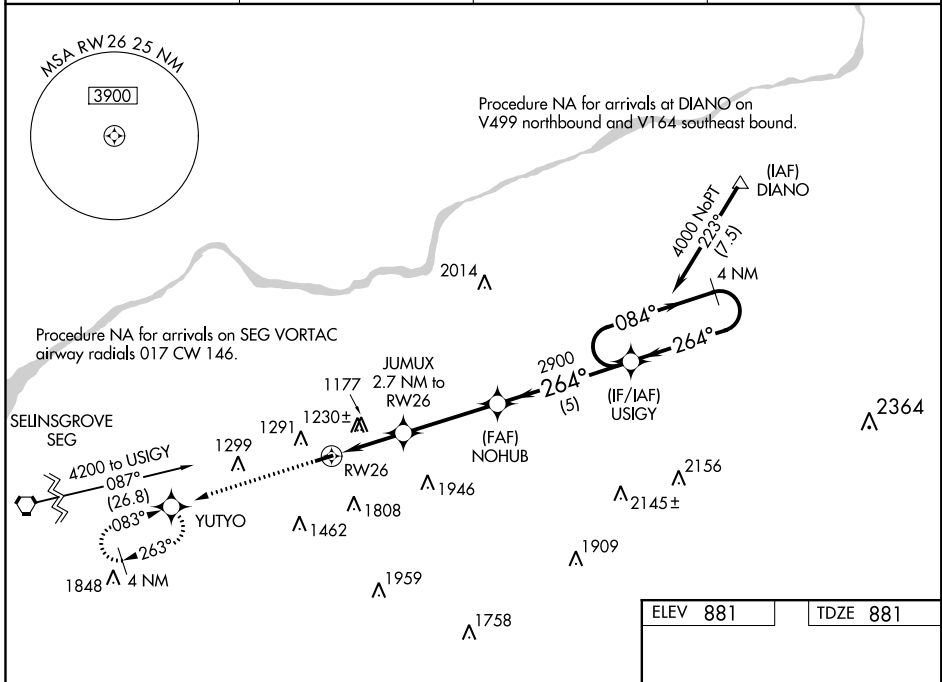 MSA RW26 25 NM
3900
Procedure NA for arrivals at DIANO on
V499 northbound and V164 southeast bound.
(IAF)
DIANO
4000 NoPT
223°
(7.5)
4 NM
2014
084°
264°
Procedure NA for arrivals on SEG VORTAC
airway radials 017 CW 146.
JUMUX
2.7 NM to
RW26
2900
264°
(5)
(IF/IAF)
USIGY
1177
1230±
1291
1299
(FAF)
NOHUB
2364
SELINSGROVE
SEG
4200 to USIGY
087°
(26.8)
RW26
2156
2145±
1946
1808
1462
083°
YUTYO
263°
1848
4 NM
1909
1959
1758
ELEV 881
TDZE 881